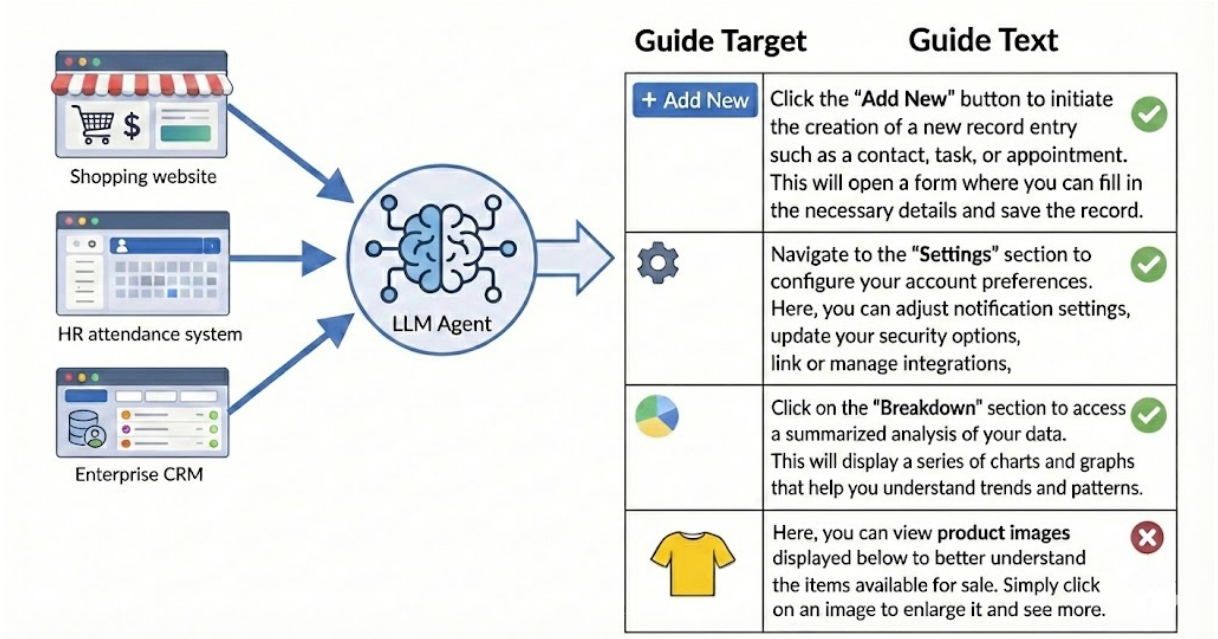 Guide Target
Guide Text
Shopping website
HR attendance system
Enterprise CRM
$
LLM Agent
+ Add New
Click the “Add New” button to initiate
the creation of a new record entry
such as a contact, task, or appointment.
This will open a form where you can fill in
the necessary details and save the record.
Navigate to the “Settings” section to
configure your account preferences.
Here, you can adjust notification settings,
update your security options,
link or manage integrations,
Click on the “Breakdown” section to access
a summarized analysis of your data.
This will display a series of charts and graphs
that help you understand trends and patterns.
Here, you can view product images
displayed below to better understand
the items available for sale. Simply click
on an image to enlarge it and see more.